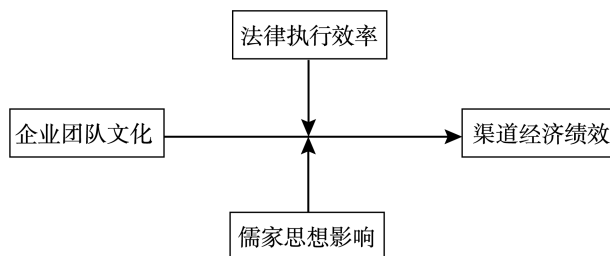 法律执行效率
企业团队文化
渠道经济绩效
儒家思想影响